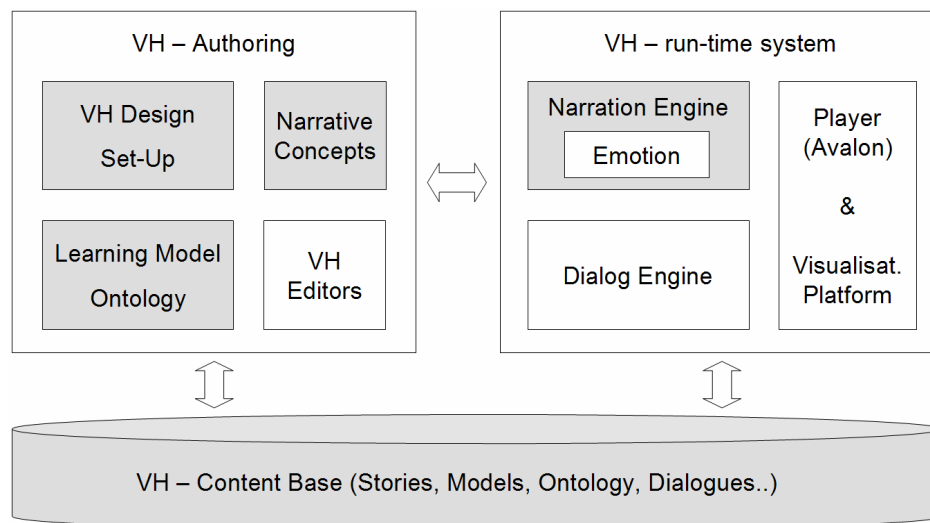 VH – Authoring
VH Design
Set-Up
Narrative
Concepts
Learning Model
Ontology
VH
Editors
VH – run-time system
Narration Engine
Emotion
Dialog Engine
Player
(Avalon)
&
Visualisat.
Platform
VH – Content Base (Stories, Models, Ontology, Dialogues..)